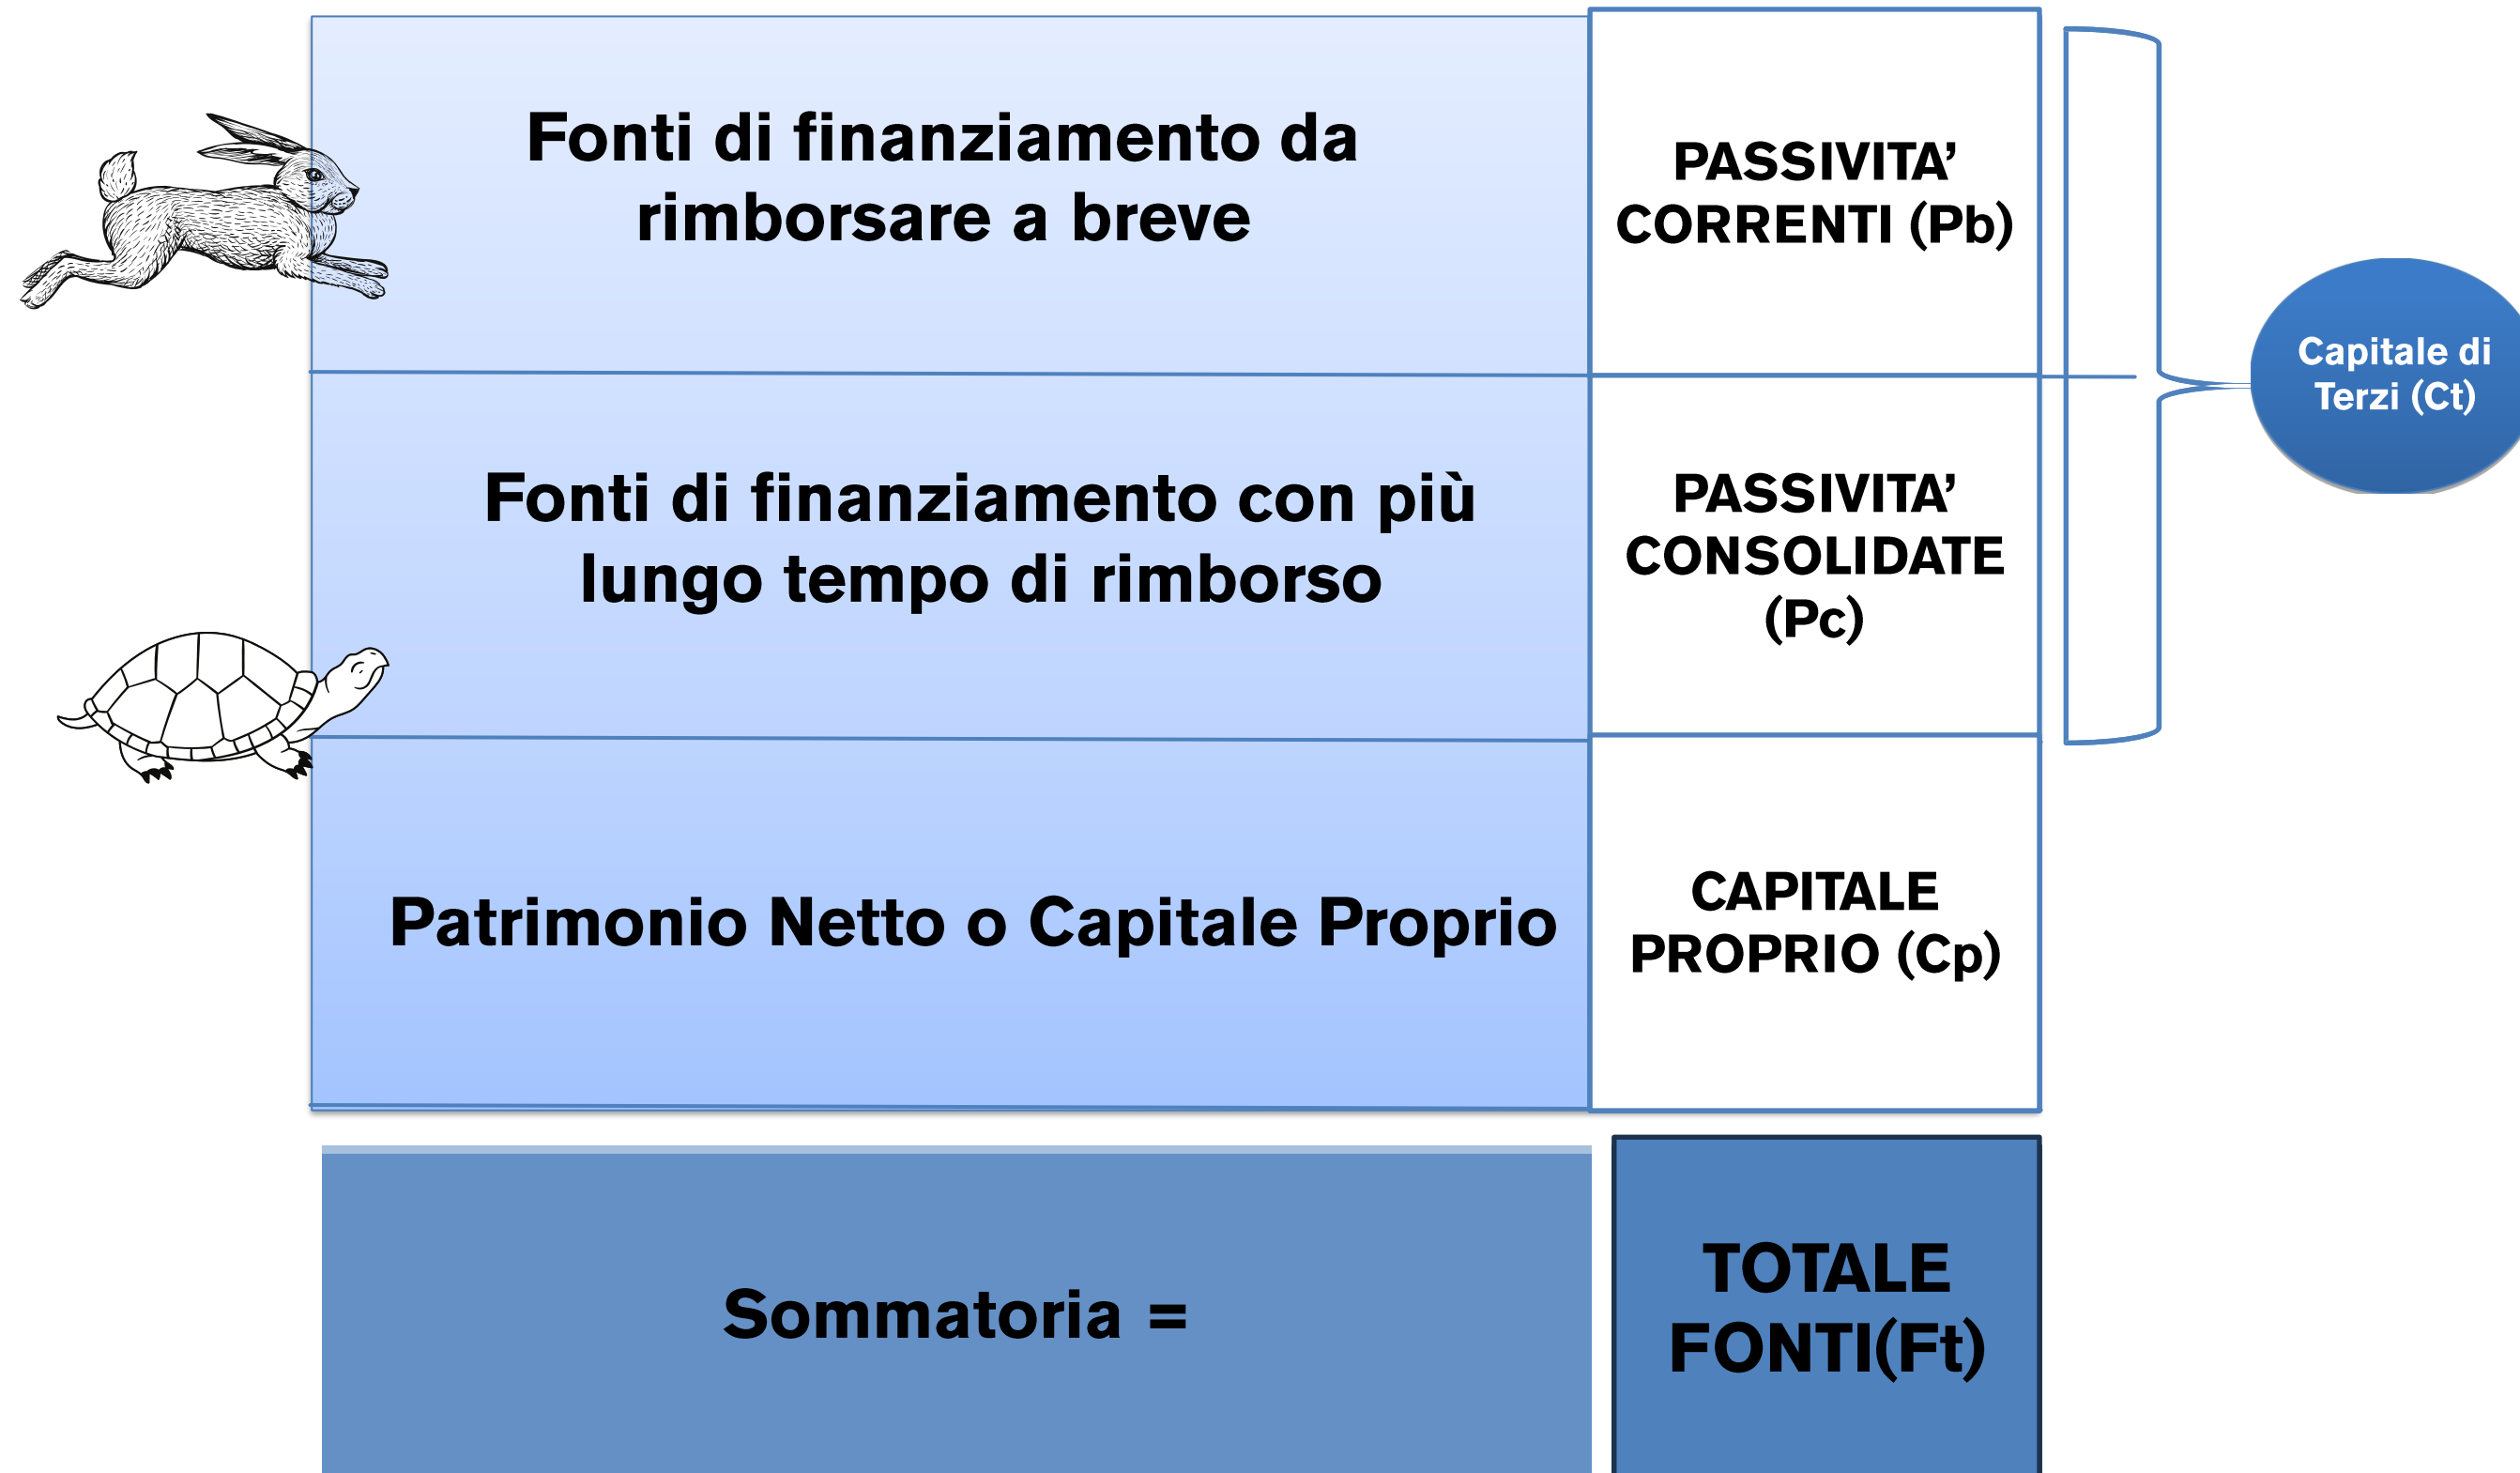 Fonti di finanziamento da
rimborsare a breve
PASSIVITA’
CORRENTI (Pb)
Capitale di
Terzi (Ct)
Fonti di finanziamento con più
lungo tempo di rimborso
PASSIVITA’
CONSOLIDATE
(Pc)
Patrimonio Netto o Capitale Proprio
CAPITALE
PROPRIO (Cp)
Sommatoria =
TOTALE
FONTI(Ft)